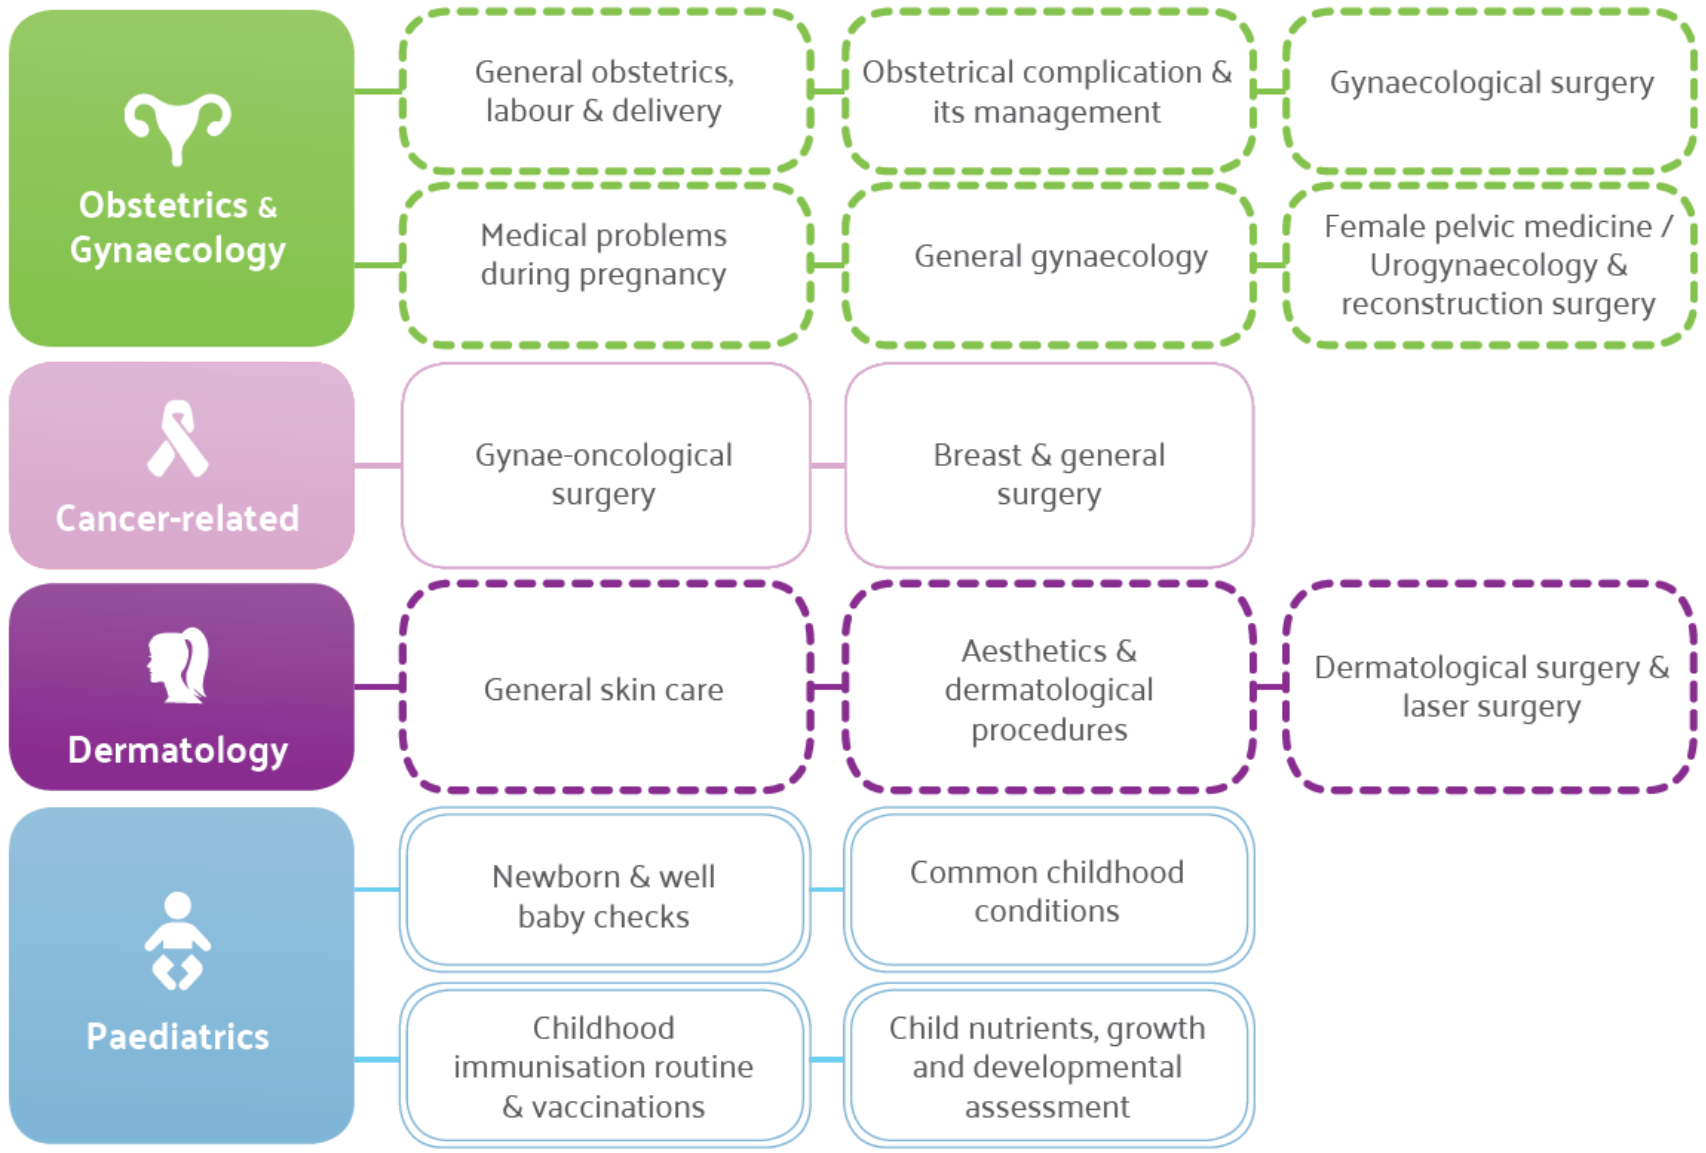 Obstetrics &
Gynaecology
General obstetrics,
labour & delivery
Obstetrical complication &
its management
Gynaecological surgery
Medical problems
during pregnancy
General gynaecology
Female pelvic medicine /
Urogynaecology &
reconstruction surgery
Cancer-related
Gynae-oncological
surgery
Breast & general
surgery
Dermatology
General skin care
Aesthetics &
dermatological
procedures
Dermatological surgery &
laser surgery
Paediatrics
Newborn & well
baby checks
Common childhood
conditions
Childhood
immunisation routine
& vaccinations
Child nutrients, growth
and developmental
assessment